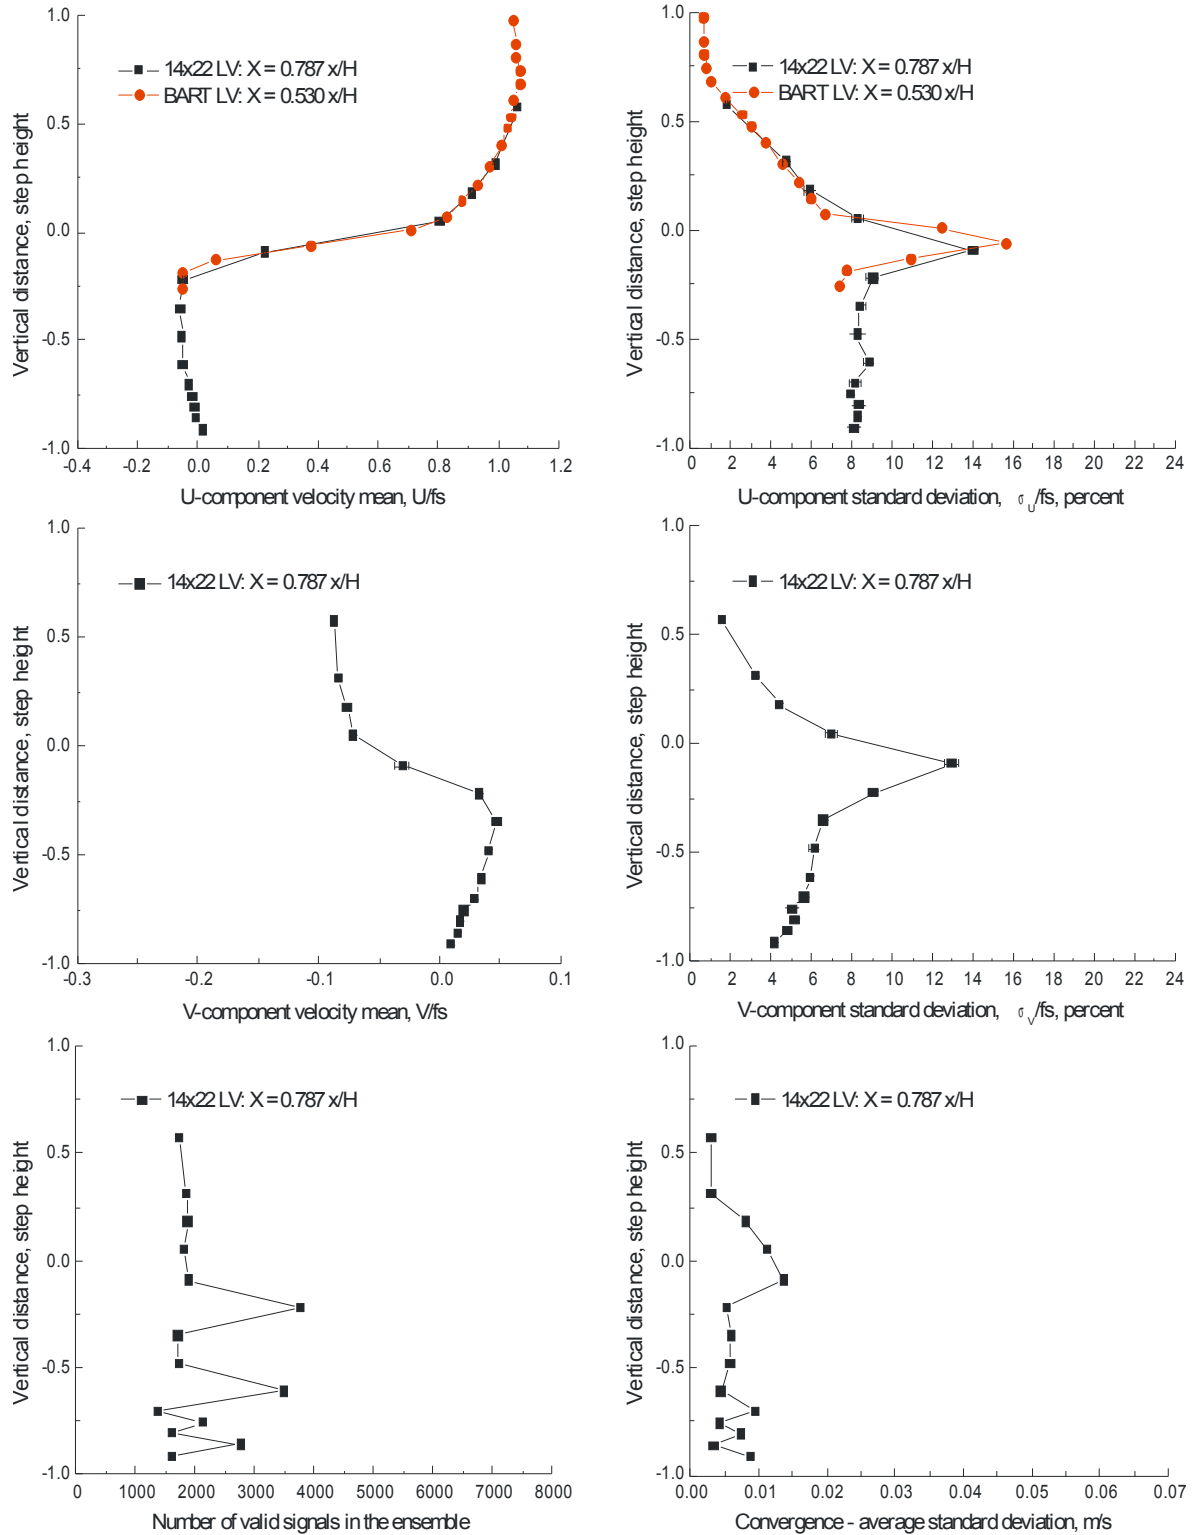 1.0
0.5
0.0
-0.5
-1.0
Vertical distance, step height
14x22 LV: X = 0.787 x/H
BART LV: X = 0.530 x/H
-0.4 -0.2 0.0 0.2 0.4 0.6 0.8 1.0 1.2
U-component velocity mean, U/fs
1.0
0.5
0.0
-0.5
-1.0
Vertical distance, step height
14x22 LV: X = 0.787 x/H
BART LV: X = 0.530 x/H
0 2 4 6 8 10 12 14 16 18 20 22 24
U-component standard deviation, σU/fs, percent
1.0
0.5
0.0
-0.5
-1.0
Vertical distance, step height
14x22 LV: X = 0.787 x/H
-0.3 -0.2 -0.1 0.0 0.1
V-component velocity mean, V/fs
1.0
0.5
0.0
-0.5
-1.0
Vertical distance, step height
14x22 LV: X = 0.787 x/H
0 2 4 6 8 10 12 14 16 18 20 22 24
V-component standard deviation, σV/fs, percent
1.0
0.5
0.0
-0.5
-1.0
Vertical distance, step height
14x22 LV: X = 0.787 x/H
0 1000 2000 3000 4000 5000 6000 7000 8000
Number of valid signals in the ensemble
1.0
0.5
0.0
-0.5
-1.0
Vertical distance, step height
14x22 LV: X = 0.787 x/H
0.00 0.01 0.02 0.03 0.04 0.05 0.06 0.07
Convergence - average standard deviation, m/s